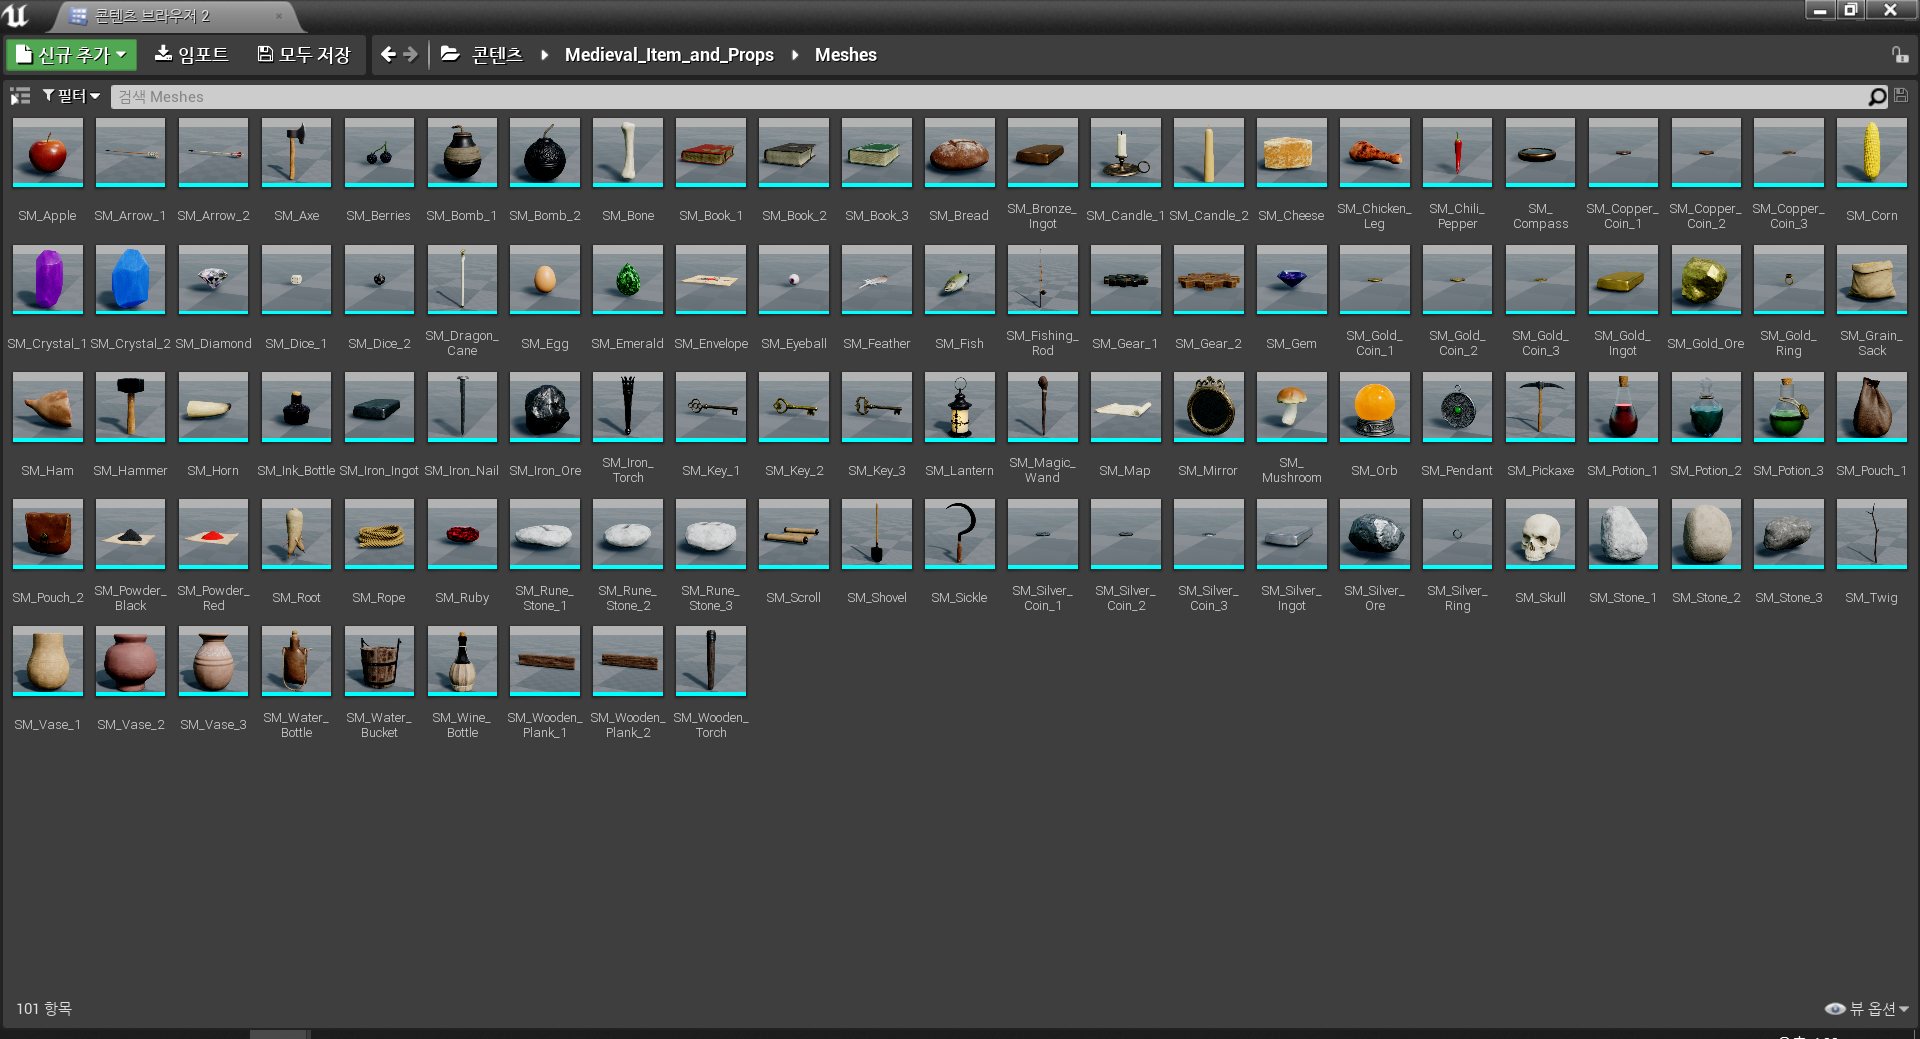 콘텐츠 브라우저 2
신규 추가 임포트 모두 저장 콘텐츠 Medieval_Item_and_Props Meshes
필터 검색 Meshes
SM_Apple SM_Arrow_1 SM_Arrow_2 SM_Axe SM_Berries SM_Bomb_1 SM_Bomb_2 SM_Bone SM_Book_1 SM_Book_2 SM_Book_3 SM_Bread SM_Bronze_Ingot SM_Candle_1 SM_Candle_2 SM_Cheese SM_Chicken_Leg SM_Chili_Pepper SM_Compass SM_Copper_Coin_1 SM_Copper_Coin_2 SM_Copper_Coin_3 SM_Corn
SM_Crystal_1 SM_Crystal_2 SM_Diamond SM_Dice_1 SM_Dice_2 SM_Dragon_Cane SM_Egg SM_Emerald SM_Envelope SM_Eyeball SM_Feather SM_Fish SM_Fishing_Rod SM_Gear_1 SM_Gear_2 SM_Gem SM_Gold_Coin_1 SM_Gold_Coin_2 SM_Gold_Coin_3 SM_Gold_Ingot SM_Gold_Ore SM_Gold_Ring SM_Grain_Sack
SM_Ham SM_Hammer SM_Horn SM_Ink_Bottle SM_Iron_Ingot SM_Iron_Nail SM_Iron_Ore SM_Iron_Torch SM_Key_1 SM_Key_2 SM_Key_3 SM_Lantern SM_Magic_Wand SM_Map SM_Mirror SM_Mushroom SM_Orb SM_Pendant SM_Pickaxe SM_Potion_1 SM_Potion_2 SM_Potion_3 SM_Pouch_1
SM_Pouch_2 SM_Powder_Black SM_Powder_Red SM_Root SM_Rope SM_Ruby SM_Rune_Stone_1 SM_Rune_Stone_2 SM_Rune_Stone_3 SM_Scroll SM_Shovel SM_Sickle SM_Silver_Coin_1 SM_Silver_Coin_2 SM_Silver_Coin_3 SM_Silver_Ingot SM_Silver_Ore SM_Silver_Ring SM_Skull SM_Stone_1 SM_Stone_2 SM_Stone_3 SM_Twig
SM_Vase_1 SM_Vase_2 SM_Vase_3 SM_Water_Bottle SM_Water_Bucket SM_Wine_Bottle SM_Wooden_Plank_1 SM_Wooden_Plank_2 SM_Wooden_Torch
101 항목 뷰 옵션